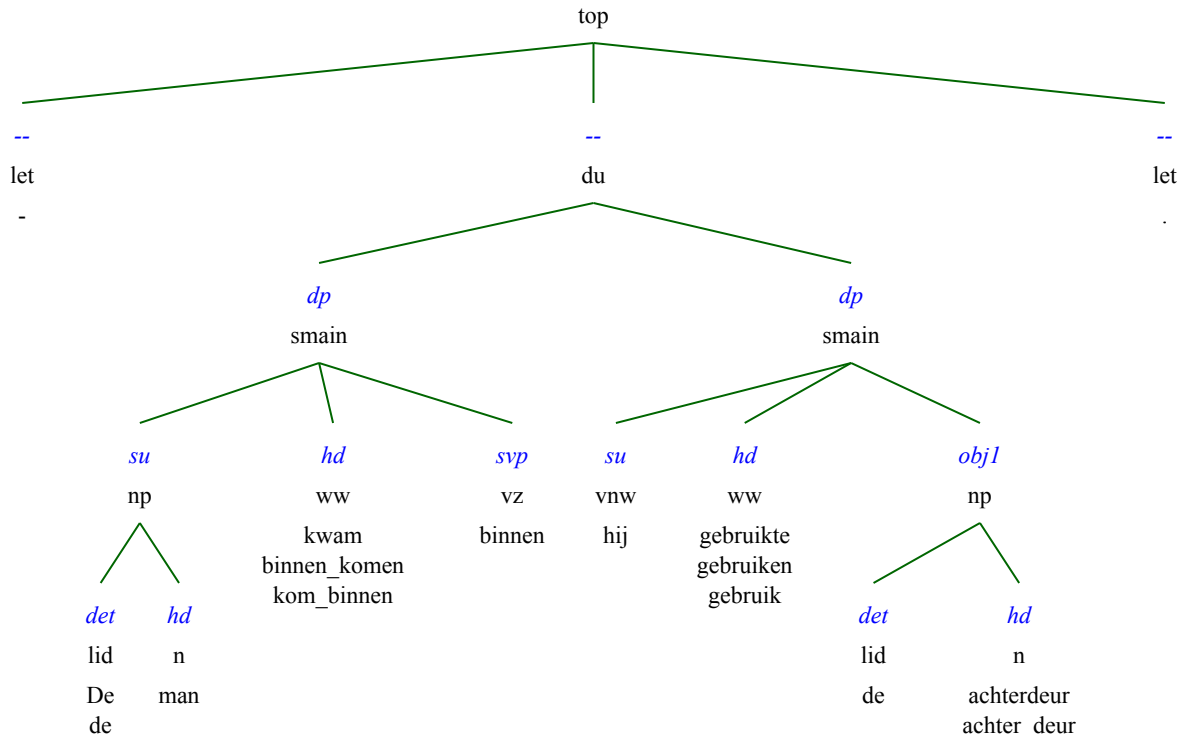 top
-- -- --
let du let
- .
dp dp
smain smain
su hd svp su hd obj1
np ww vz vnw ww np
kwam binnen hij gebruikte
binnen_komen gebruiken
kom_binnen gebruik
det hd det hd
lid n lid n
De man de achterdeur
de achter_deur